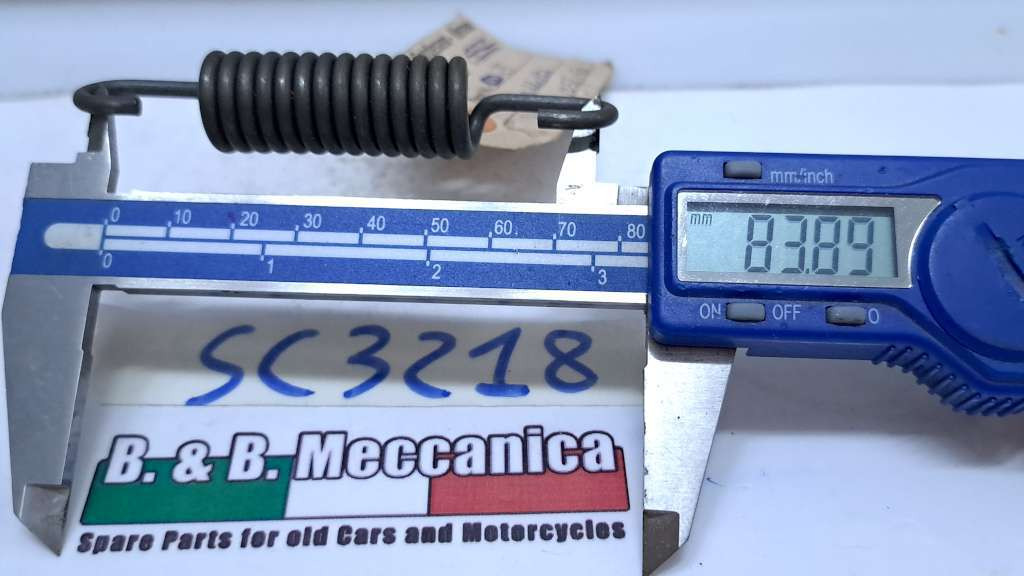 mm/inch
mm
83.89
0 10 20 30 40 50 60 70 80
0 1 2 3
ON OFF 0
SC3218
B. & B. Meccanica
Spare Parts for old Cars and Motorcycles